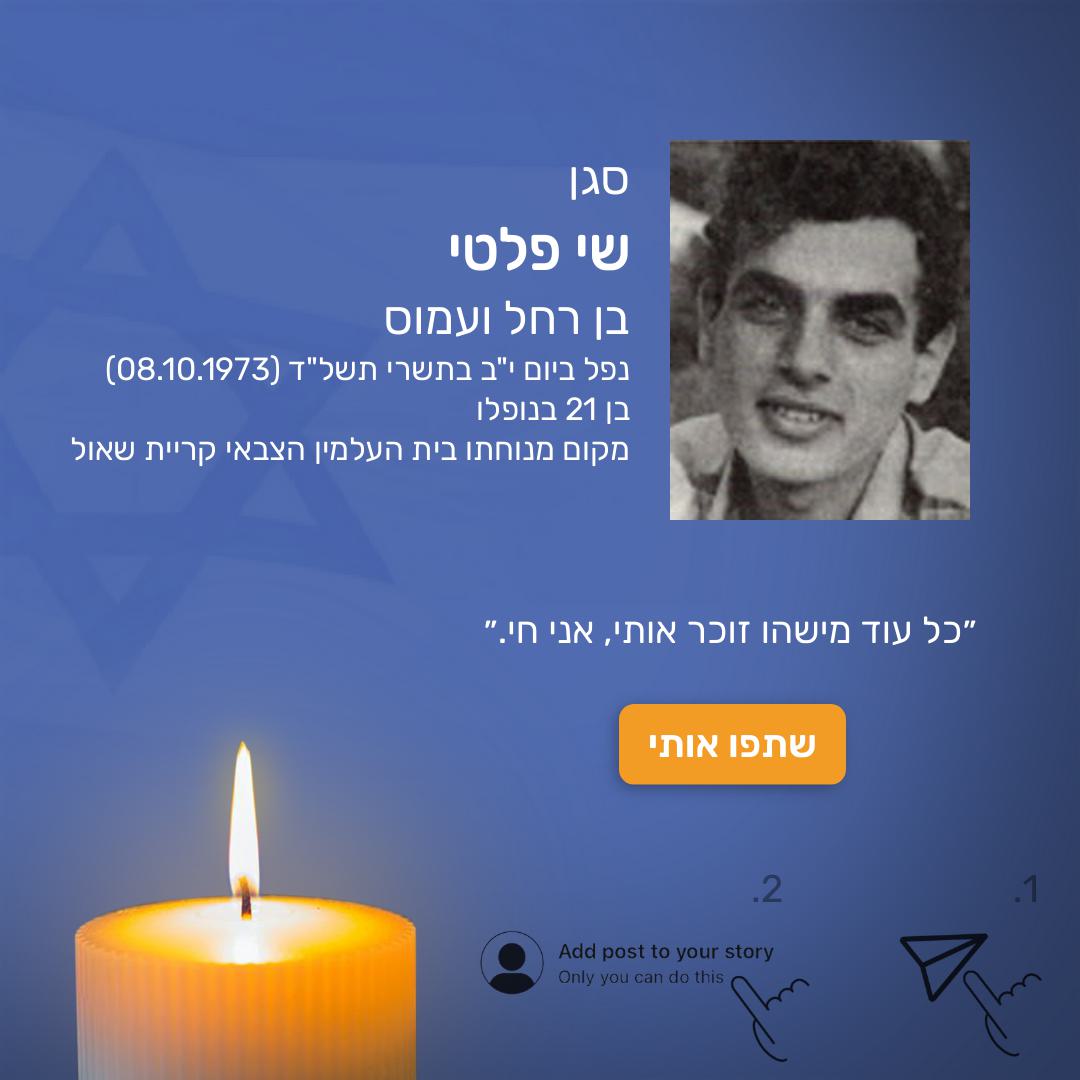 סגן
שי פלטי
בן רחל ועמוס
נפל ביום י"ב בתשרי תשל"ד (08.10.1973)
בן 21 בנופלו
מקום מנוחתו בית העלמין הצבאי קריית שאול
״כל עוד מישהו זוכר אותי, אני חי.״
שתפו אותי
1.
2.
Add post to your story
Only you can do this